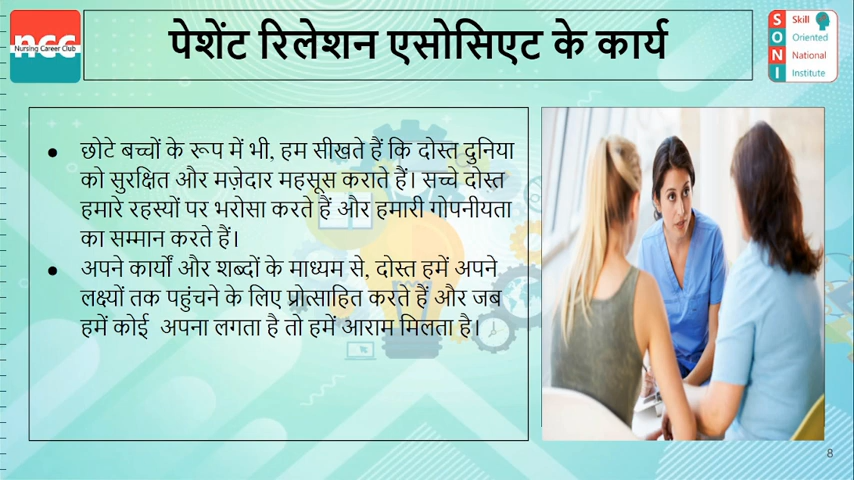 ncc
Nursing Career Club
पेशेंट रिलेशन एसोसिएट के कार्य
S Skill
O Oriented
N National
I Institute
• छोटे बच्चों के रूप में भी, हम सीखते हैं कि दोस्त दुनिया
को सुरक्षित और मज़ेदार महसूस कराते हैं। सच्चे दोस्त
हमारे रहस्यों पर भरोसा करते हैं और हमारी गोपनीयता
का सम्मान करते हैं।
• अपने कार्यों और शब्दों के माध्यम से, दोस्त हमें अपने
लक्ष्यों तक पहुंचने के लिए प्रोत्साहित करते हैं और जब
हमें कोई अपना लगता है तो हमें आराम मिलता है।
8